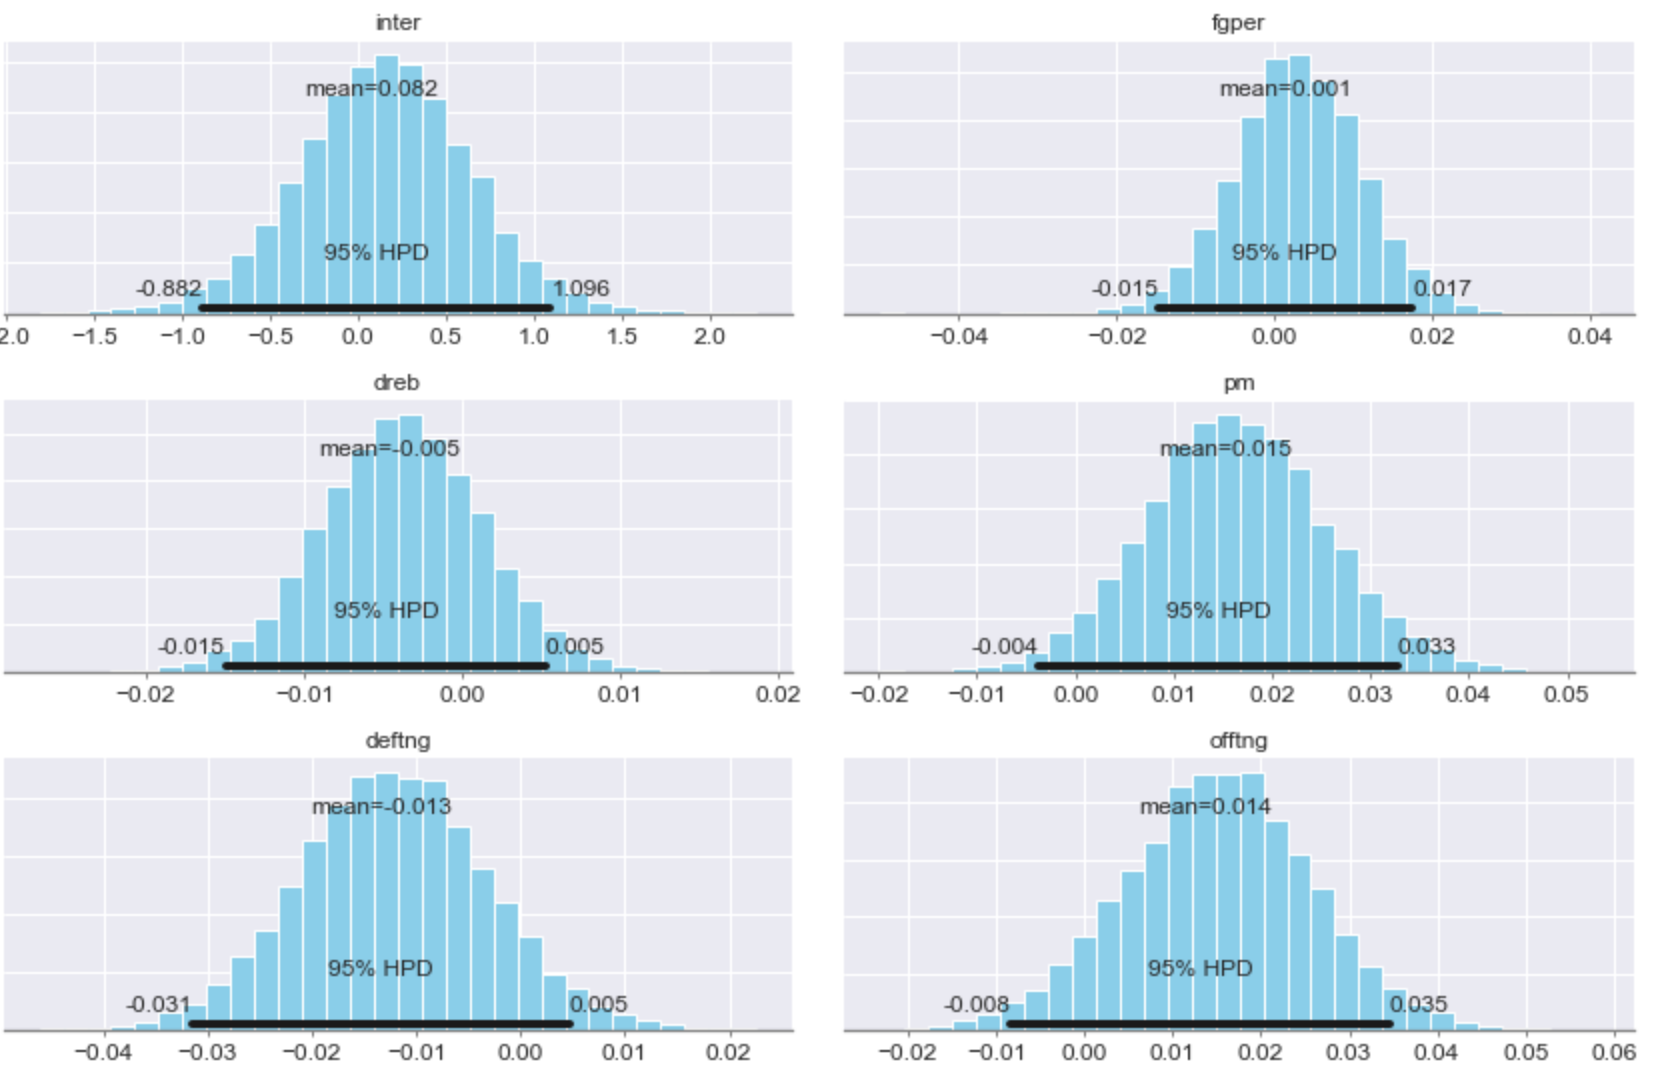 inter
mean=0.082
95% HPD
-0.882 1.096
2.0 −1.5 −1.0 −0.5 0.0 0.5 1.0 1.5 2.0
fgper
mean=0.001
95% HPD
-0.015 0.017
−0.04 −0.02 0.00 0.02 0.04
dreb
mean=-0.005
95% HPD
-0.015 0.005
−0.02 −0.01 0.00 0.01 0.02
pm
mean=0.015
95% HPD
-0.004 0.033
−0.02 −0.01 0.00 0.01 0.02 0.03 0.04 0.05
deftng
mean=-0.013
95% HPD
-0.031 0.005
−0.04 −0.03 −0.02 −0.01 0.00 0.01 0.02
offtng
mean=0.014
95% HPD
-0.008 0.035
−0.02 −0.01 0.00 0.01 0.02 0.03 0.04 0.05 0.06